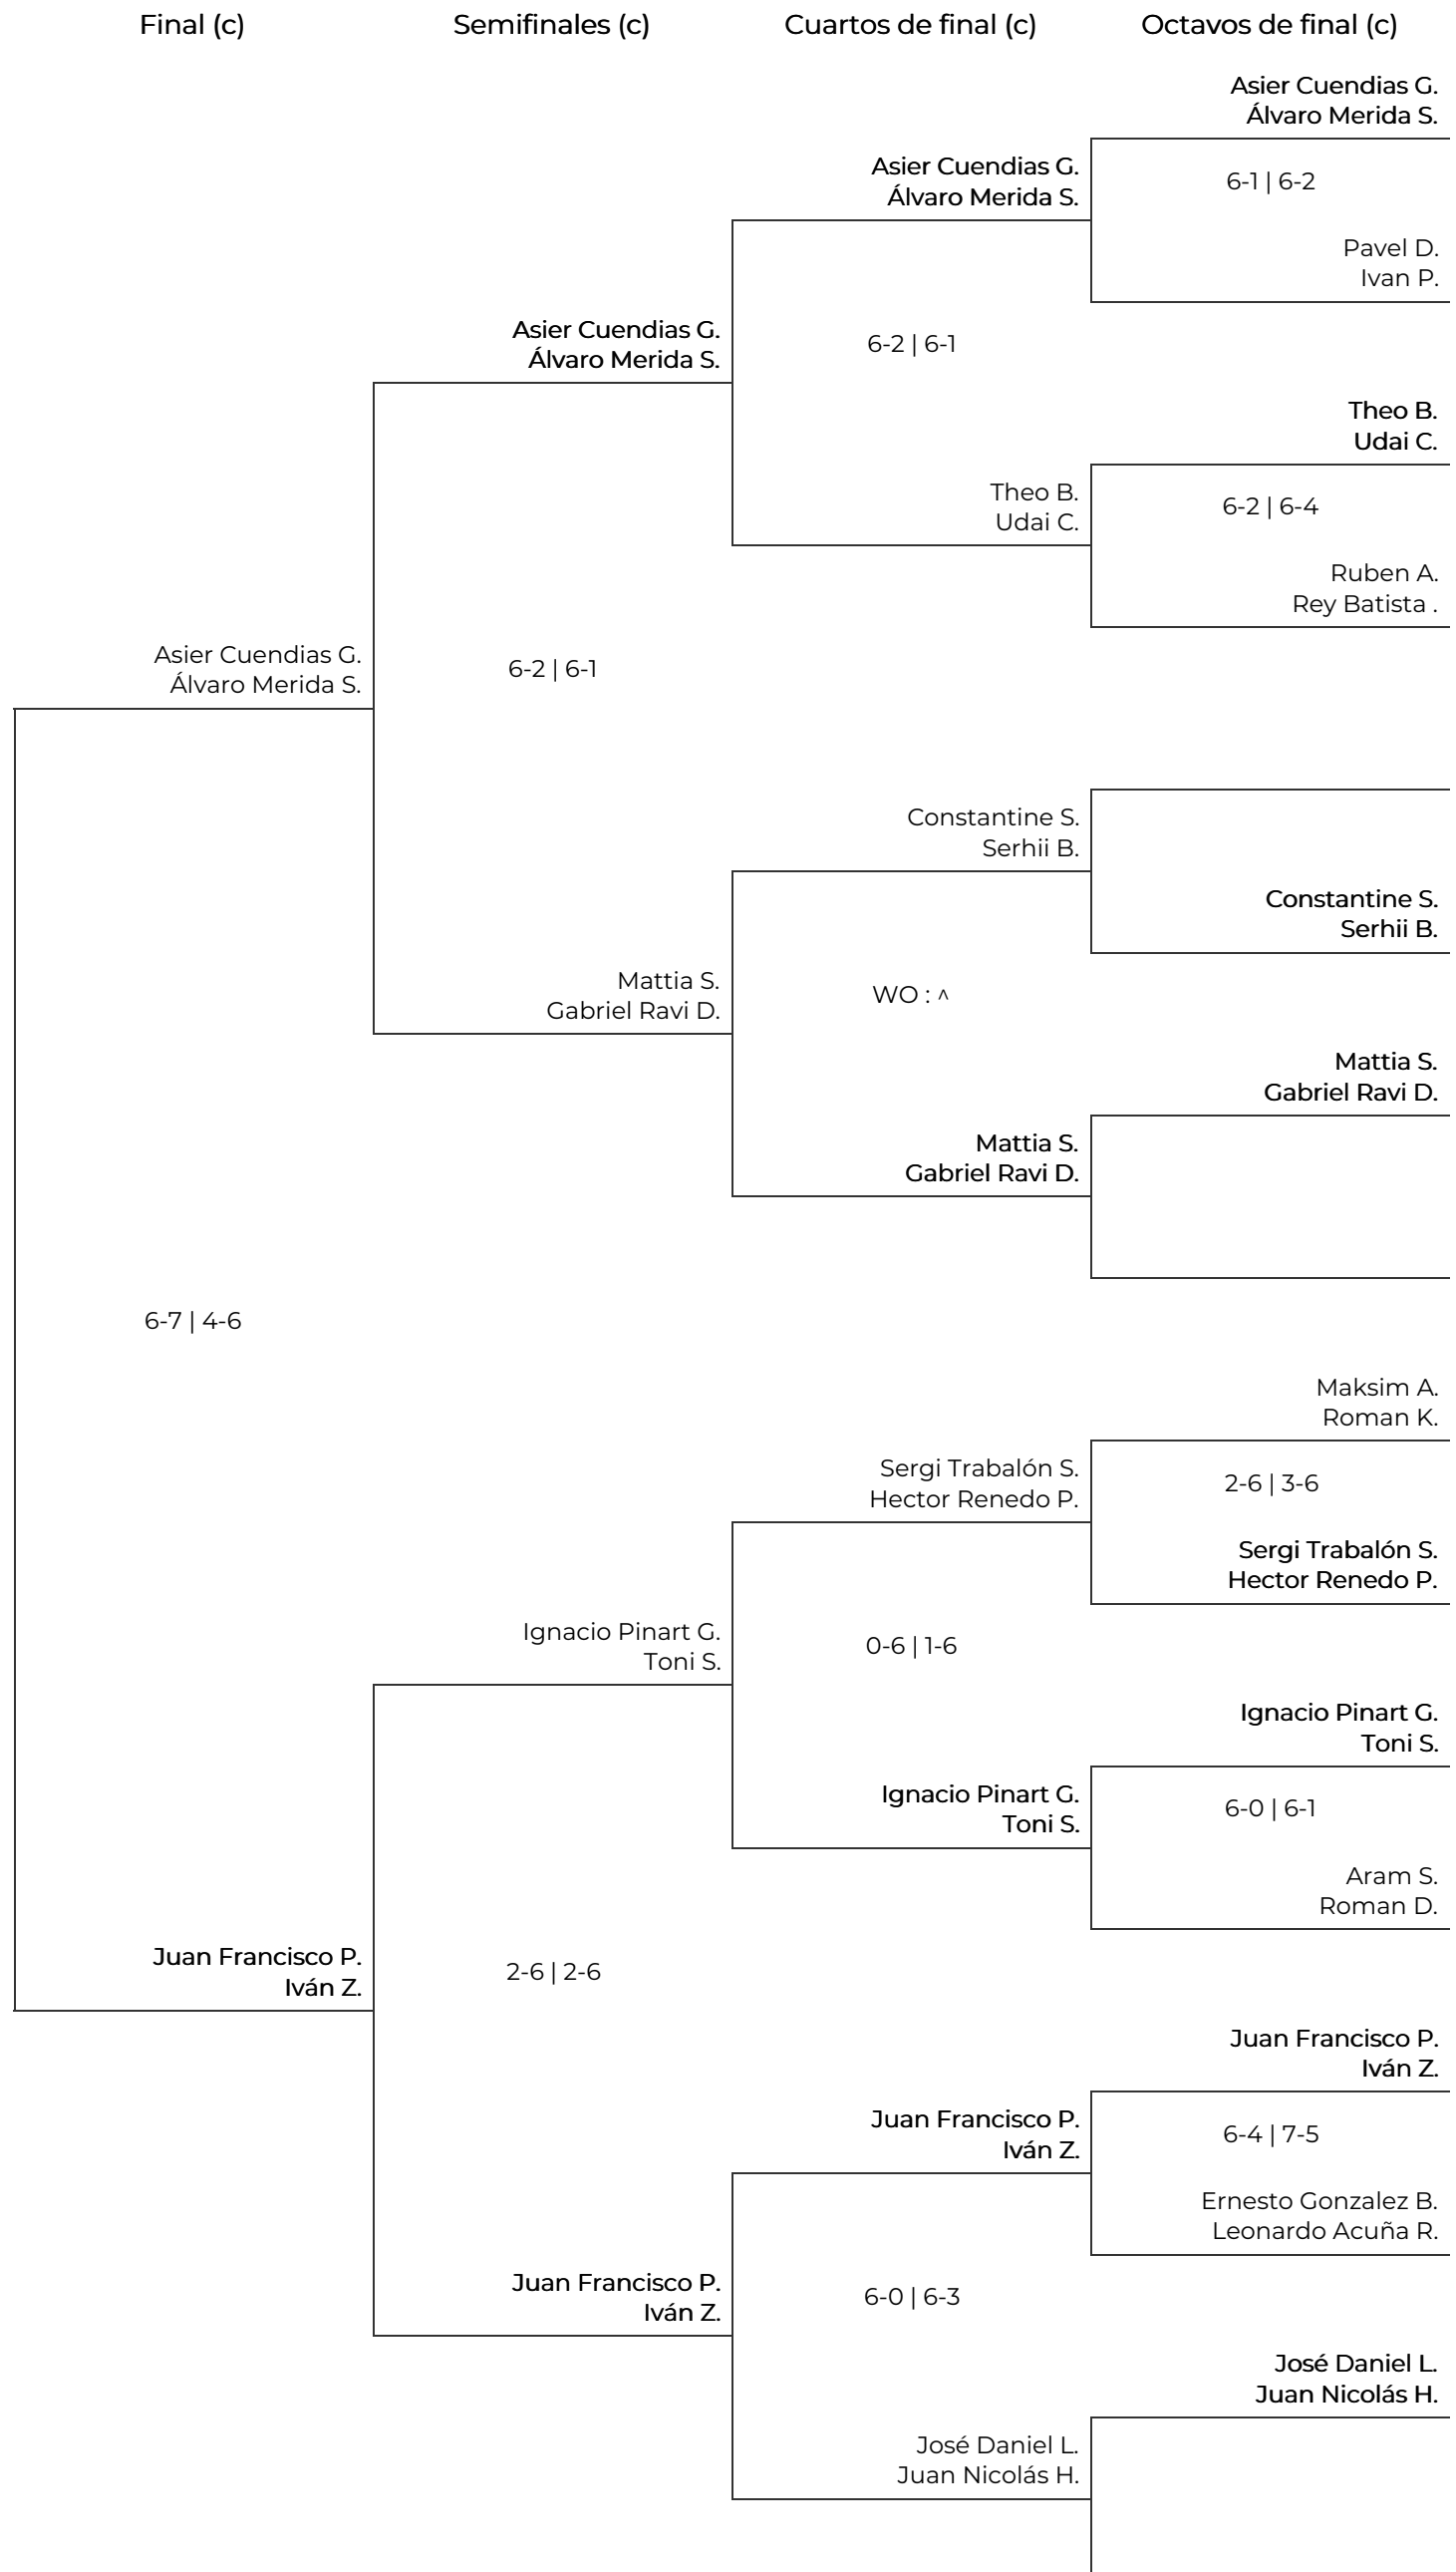 Final (c)
Semifinales (c)
Cuartos de final (c)
Octavos de final (c)
Asier Cuendias G.
Álvaro Merida S.
6-1 | 6-2
Pavel D.
Ivan P.
Asier Cuendias G.
Álvaro Merida S.
6-2 | 6-1
Asier Cuendias G.
Álvaro Merida S.
Theo B.
Udai C.
6-2 | 6-4
Ruben A.
Rey Batista .
Theo B.
Udai C.
Asier Cuendias G.
Álvaro Merida S.
6-2 | 6-1
Constantine S.
Serhii B.
Constantine S.
Serhii B.
WO : ^
Mattia S.
Gabriel Ravi D.
Mattia S.
Gabriel Ravi D.
Mattia S.
Gabriel Ravi D.
6-7 | 4-6
Maksim A.
Roman K.
2-6 | 3-6
Sergi Trabalón S.
Hector Renedo P.
Sergi Trabalón S.
Hector Renedo P.
0-6 | 1-6
Ignacio Pinart G.
Toni S.
Ignacio Pinart G.
Toni S.
6-0 | 6-1
Aram S.
Roman D.
Ignacio Pinart G.
Toni S.
Juan Francisco P.
Iván Z.
2-6 | 2-6
Juan Francisco P.
Iván Z.
6-4 | 7-5
Ernesto Gonzalez B.
Leonardo Acuña R.
Juan Francisco P.
Iván Z.
6-0 | 6-3
Juan Francisco P.
Iván Z.
José Daniel L.
Juan Nicolás H.
José Daniel L.
Juan Nicolás H.